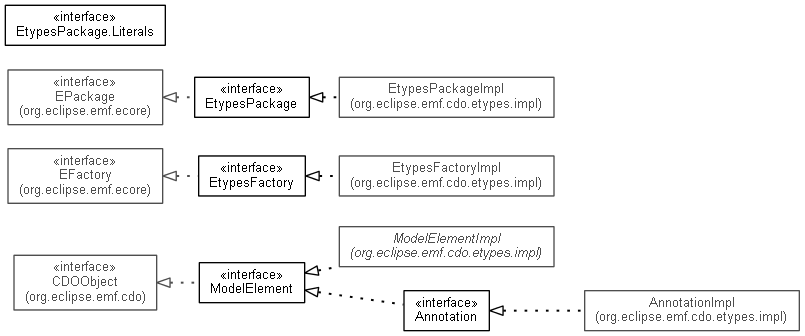 «interface»
EtypesPackage.Literals
«interface»
EPackage
(org.eclipse.emf.ecore)
«interface»
EtypesPackage
EtypesPackageImpl
(org.eclipse.emf.cdo.etypes.impl)
«interface»
EFactory
(org.eclipse.emf.ecore)
«interface»
EtypesFactory
EtypesFactoryImpl
(org.eclipse.emf.cdo.etypes.impl)
ModelElementImpl
(org.eclipse.emf.cdo.etypes.impl)
«interface»
CDOObject
(org.eclipse.emf.cdo)
«interface»
ModelElement
«interface»
Annotation
AnnotationImpl
(org.eclipse.emf.cdo.etypes.impl)